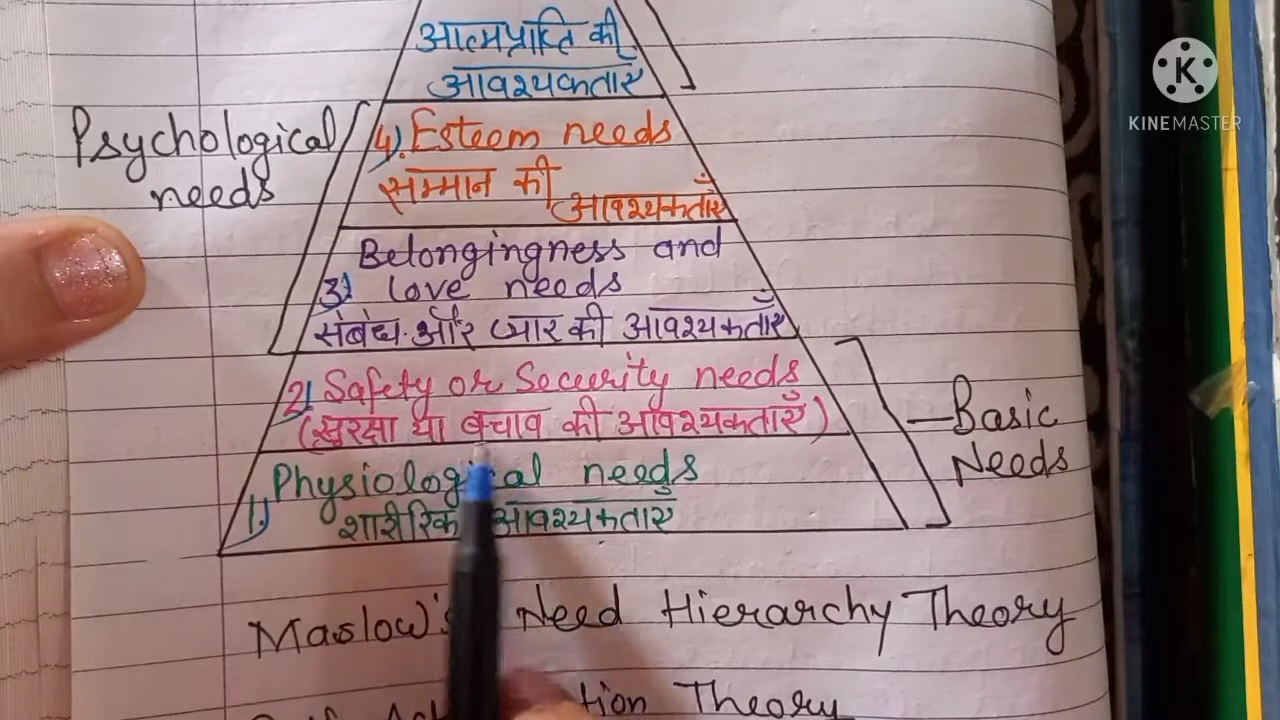 आत्मप्राप्ति की
आवश्यकताएं
Psychological
needs
4). Esteem needs
सम्मान की
आवश्यकताएँ
Belongingness and
3) love needs
संबंध और प्यार की आवश्यकताएँ
2) Safety or Security needs
(सुरक्षा या बचाव की आवश्यकताएँ)
Basic
Needs
1.) Physiological needs
शारीरिक आवश्यकताएं
Maslow's Need Hierarchy Theory
Theory
KINEMASTER